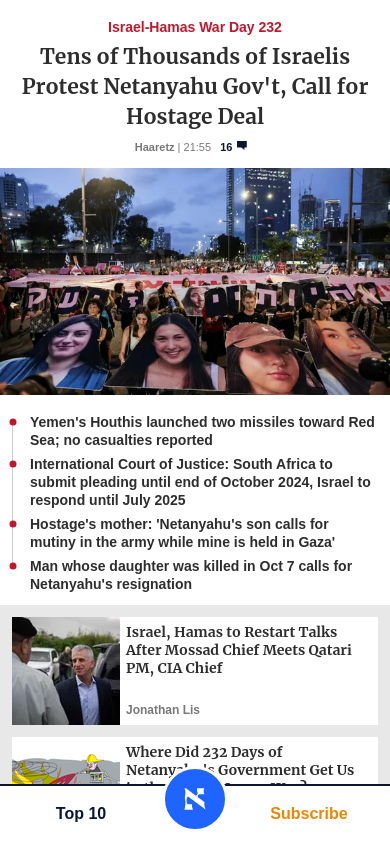 Israel-Hamas War Day 232
Tens of Thousands of Israelis
Protest Netanyahu Gov't, Call for
Hostage Deal
Haaretz | 21:55 16
Yemen's Houthis launched two missiles toward Red
Sea; no casualties reported
International Court of Justice: South Africa to
submit pleading until end of October 2024, Israel to
respond until July 2025
Hostage's mother: 'Netanyahu's son calls for
mutiny in the army while mine is held in Gaza'
Man whose daughter was killed in Oct 7 calls for
Netanyahu's resignation
Israel, Hamas to Restart Talks
After Mossad Chief Meets Qatari
PM, CIA Chief
Jonathan Lis
Where Did 232 Days of
Netanyahu's Government Get Us
Top 10
Subscribe